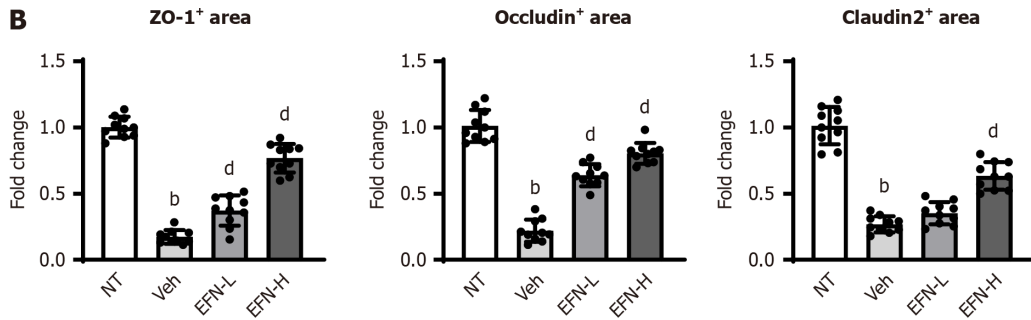 B
ZO-1⁺ area
Fold change
1.5
1.0
0.5
0.0
b
d
d
NT
Veh
EFN-L
EFN-H
Occludin⁺ area
Fold change
1.5
1.0
0.5
0.0
b
d
d
NT
Veh
EFN-L
EFN-H
Claudin2⁺ area
Fold change
1.5
1.0
0.5
0.0
b
d
NT
Veh
EFN-L
EFN-H